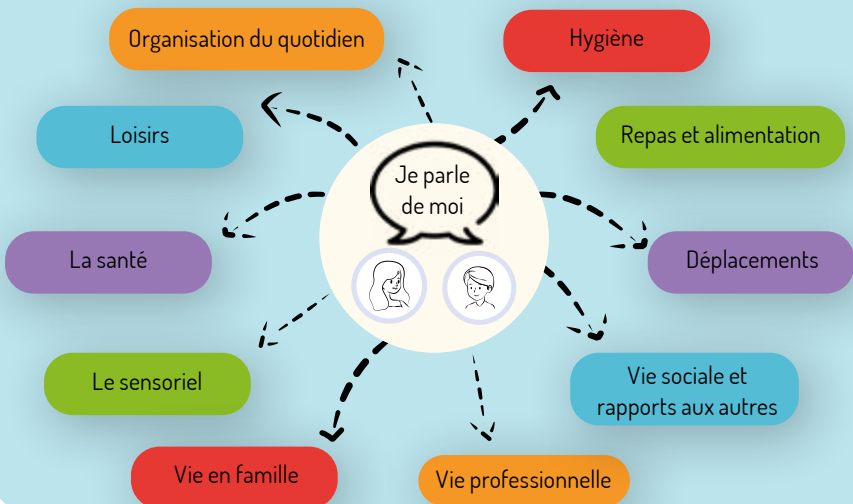 Organisation du quotidien
Hygiène
Loisirs
Repas et alimentation
Je parle
de moi
La santé
Déplacements
Le sensoriel
Vie sociale et
rapports aux autres
Vie en famille
Vie professionnelle